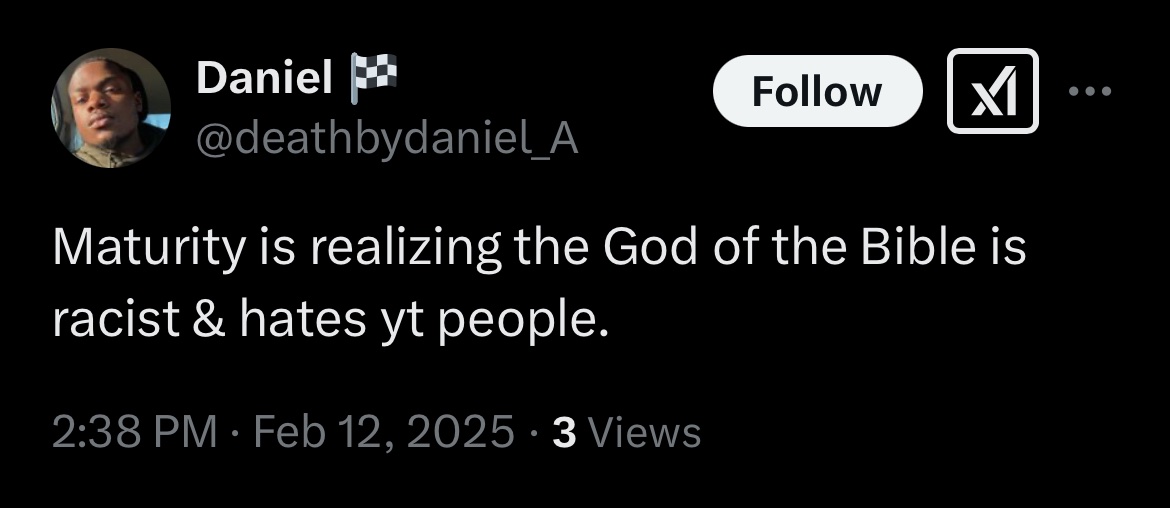 Daniel 🏁
Follow
@deathbydaniel_A
Maturity is realizing the God of the Bible is
racist & hates yt people.
2:38 PM · Feb 12, 2025 · 3 Views